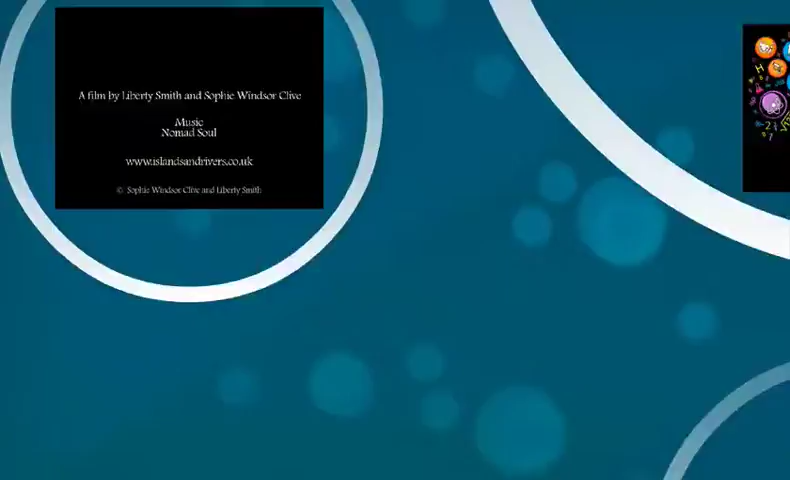 A film by Liberty Smith and Sophie Windsor Clive
Music
Nomad Soul
www.islandsandrivers.co.uk
© Sophie Windsor Clive and Liberty Smith